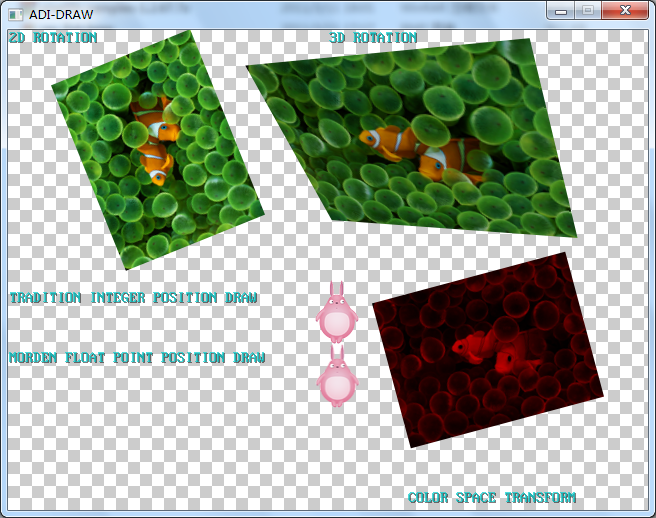 ADI-DRAW
2D ROTATION
3D ROTATION
TRADITION INTEGER POSITION DRAW
MORDEN FLOAT POINT POSITION DRAW
COLOR SPACE TRANSFORM